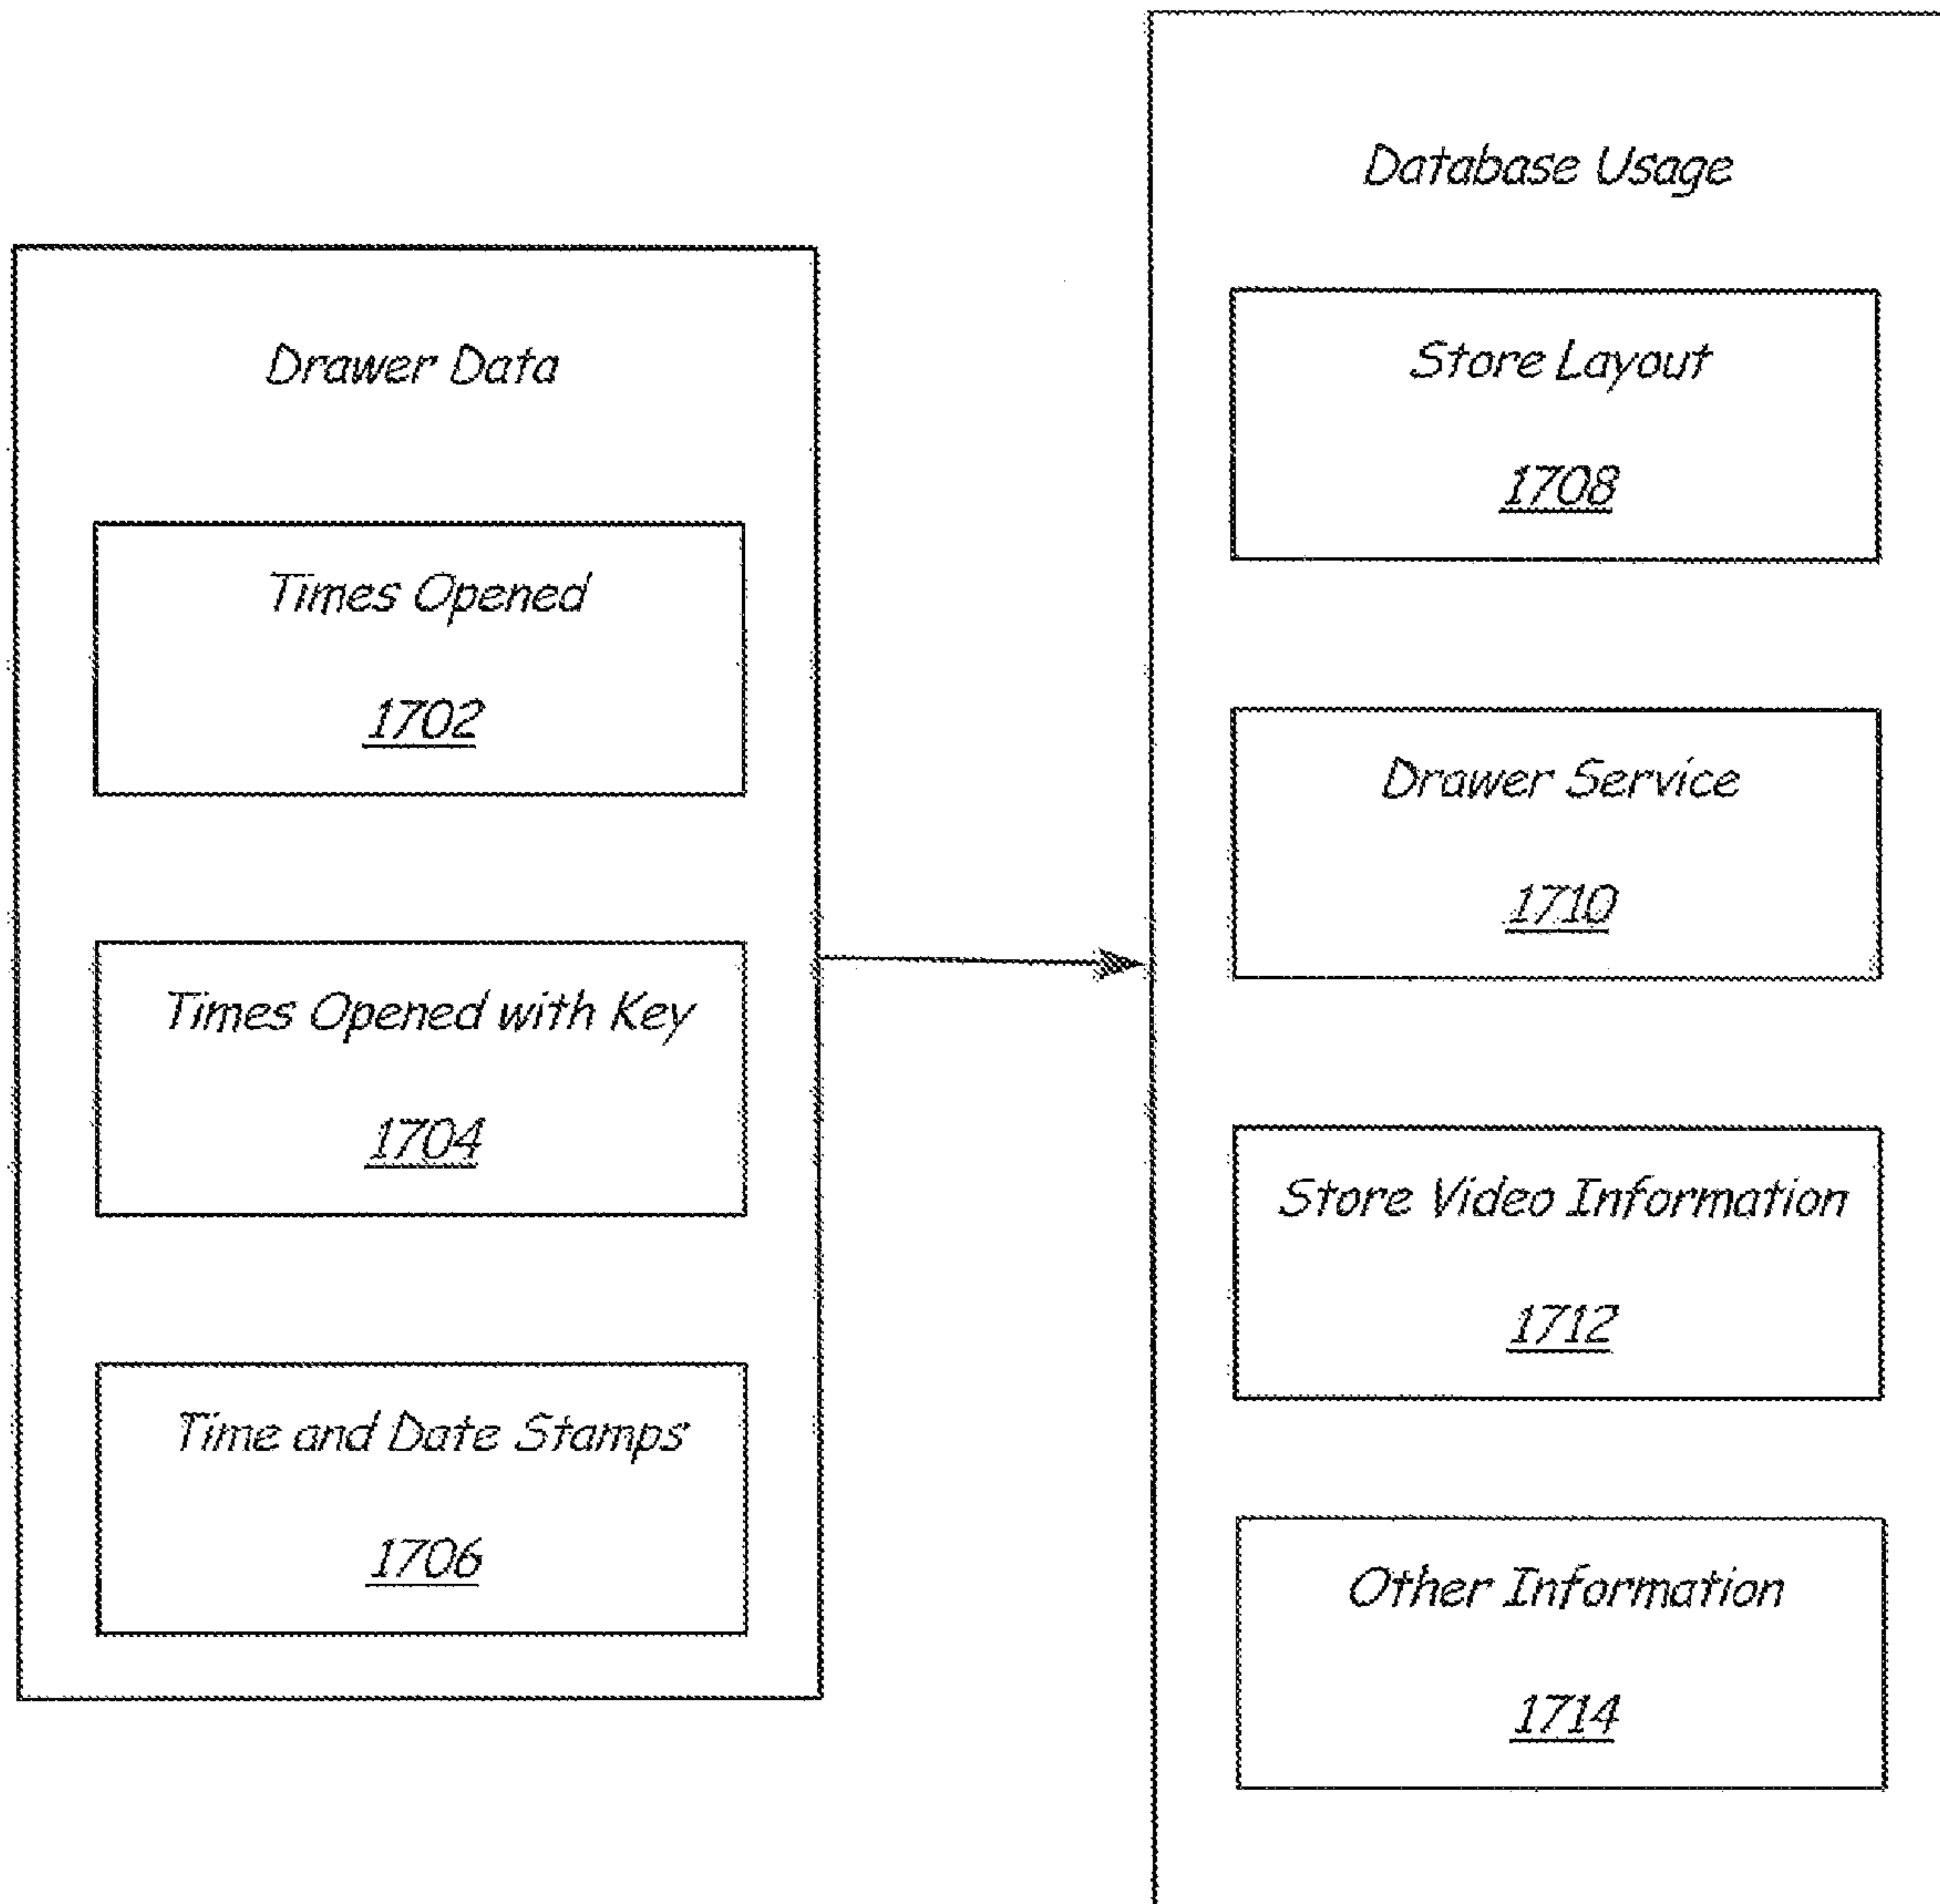 Drawer Data
Times Opened
1702
Times Opened with Key
1704
Time and Date Stamps
1706
Database Usage
Store Layout
1708
Drawer Service
1710
Store Video Information
1712
Other Information
1714